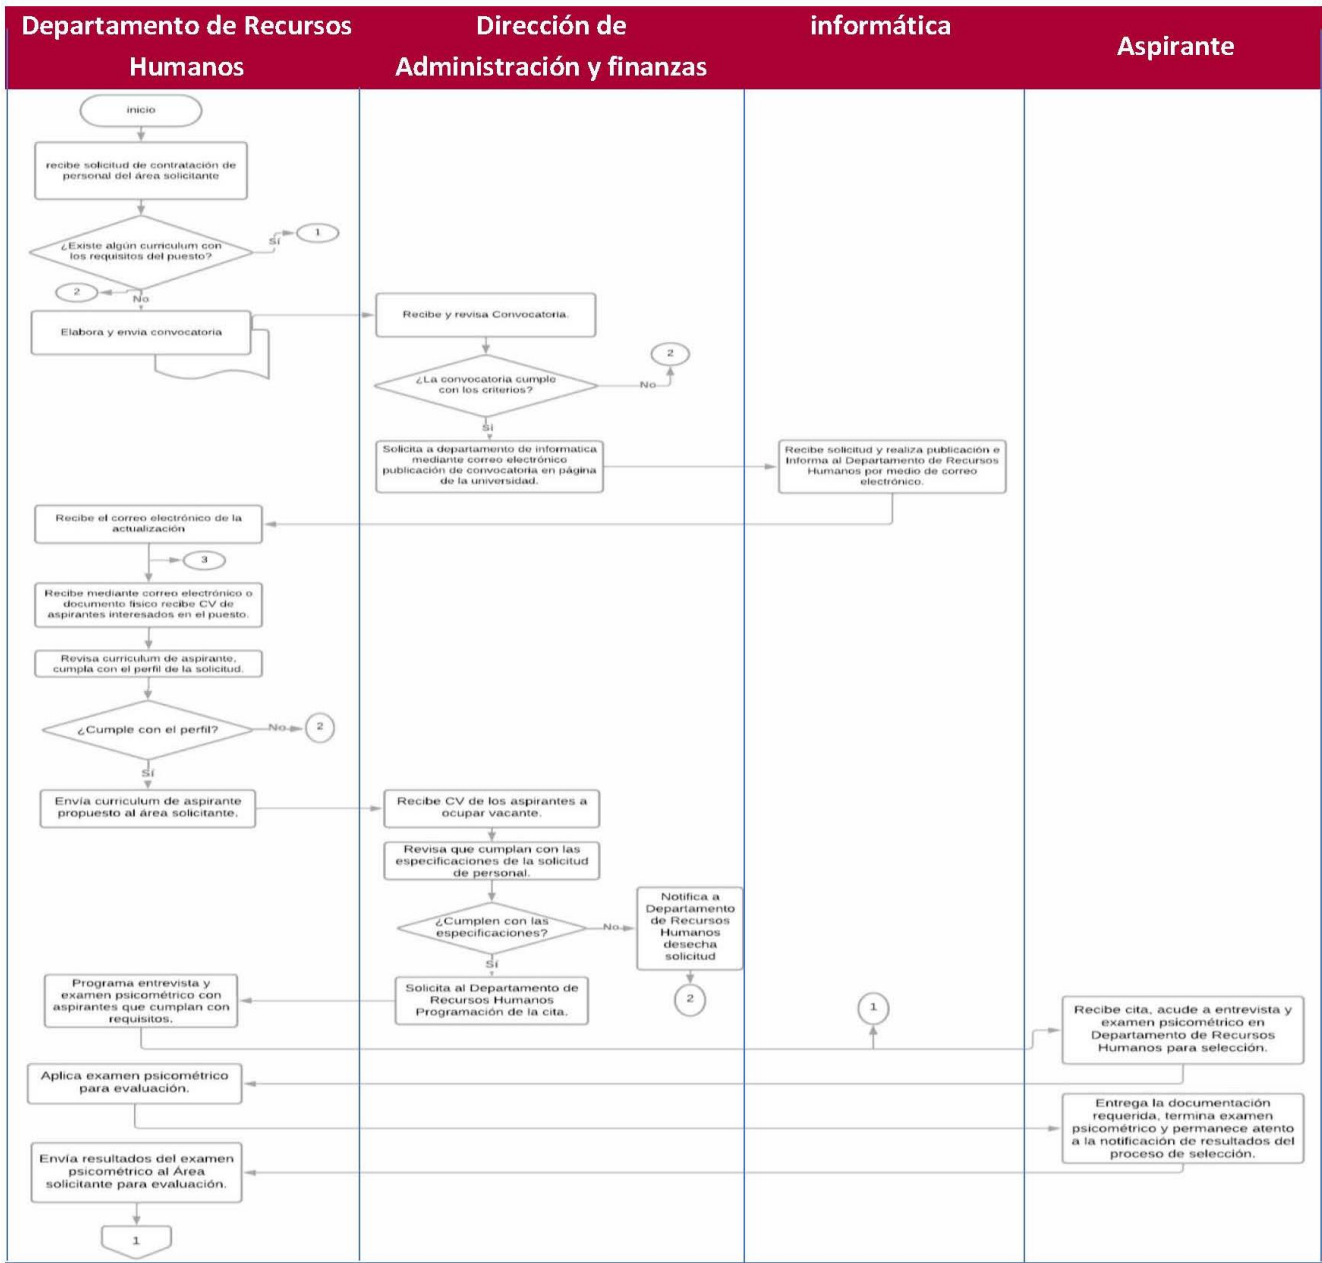 Departamento de Recursos
Humanos
Dirección de
Administración y finanzas
informática
Aspirante
inicio
recibe solicitud de contratación de
personal del área solicitante
¿Existe algún curriculum con
los requisitos del puesto?
Sí
1
2
No
Elabora y envia convocatoria
Recibe y revisa Convocatoria.
¿La convocatoria cumple
con los criterios?
No
2
Sí
Solicita a departamento de informatica
mediante correo electrónico
publicación de convocatoria en página
de la universidad.
Recibe solicitud y realiza publicación e
Informa al Departamento de Recursos
Humanos por medio de correo
electrónico.
Recibe el correo electrónico de la
actualización
3
Recibe mediante correo electrónico o
documento físico recibe CV de
aspirantes interesados en el puesto.
Revisa curriculum de aspirante,
cumpla con el perfil de la solicitud.
¿Cumple con el perfil?
No
2
Sí
Envía curriculum de aspirante
propuesto al área solicitante.
Recibe CV de los aspirantes a
ocupar vacante.
Revisa que cumplan con las
especificaciones de la solicitud
de personal.
¿Cumplen con las
especificaciones?
No
Notifica a
Departamento
de Recursos
Humanos
desecha
solicitud
2
Sí
Solicita al Departamento de
Recursos Humanos
Programación de la cita.
Programa entrevista y
examen psicométrico con
aspirantes que cumplan con
requisitos.
1
Recibe cita, acude a entrevista y
examen psicométrico en
Departamento de Recursos
Humanos para selección.
Aplica examen psicométrico
para evaluación.
Entrega la documentación
requerida, termina examen
psicométrico y permanece atento
a la notificación de resultados del
proceso de selección.
Envía resultados del examen
psicométrico al Área
solicitante para evaluación.
1